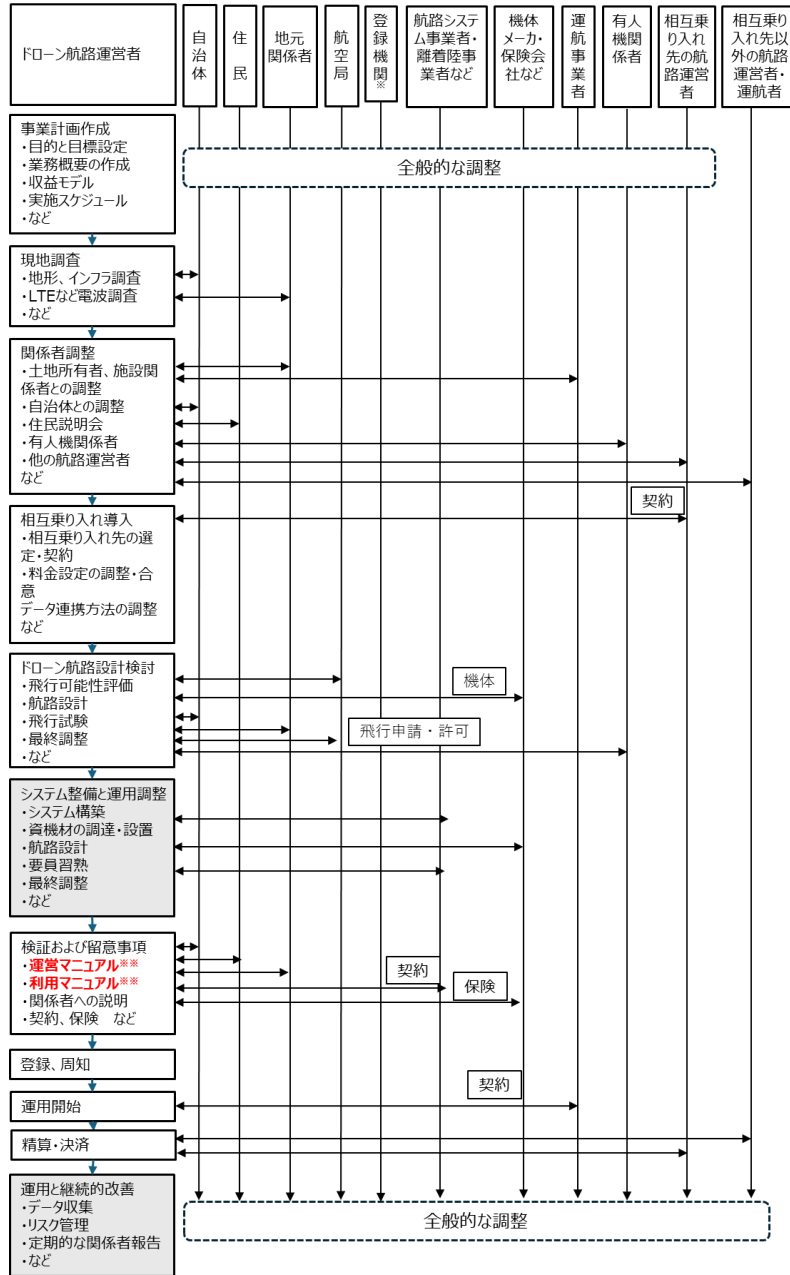 ドローン航路運営者
自治体
住民
地元
関係者
航空局
登録機関※
航路システ
ム事業者・
離着陸事
業者など
機体
メーカ・保
険会
社など
運航事業者
有人
機関
係者
相互乗り
入れ先
の航路
運営
者
相互乗り
入れ先以
外の航路
運営者・
運航者
事業計画作成
・目的と目標設定
・業務概要の作成
・収益モデル
・実施スケジュール
・など
全般的な調整
現地調査
・地形、インフラ調査
・LTEなど電波調査
・など
関係者調整
・土地所有者、施設関
係者との調整
・自治体との調整
・住民説明会
・有人機関係者
・他の航路運営者
など
契約
相互乗り入れ導入
・相互乗り入れ先の選
定・契約
・料金設定の調整・合
意
データ連携方法の調整
など
ドローン航路設計検討
・飛行可能性評価
・航路設計
・飛行試験
・最終調整
・など
機体
飛行申請・許可
システム整備と運用調整
・システム構築
・資機材の調達・設置
・航路設計
・要員習熟
・最終調整
・など
検証および留意事項
・運営マニュアル※※
・利用マニュアル※※
・関係者への説明
・契約、保険　など
契約
保険
登録、周知
契約
運用開始
精算・決済
運用と継続的改善
・データ収集
・リスク管理
・定期的な関係者報告
・など
全般的な調整